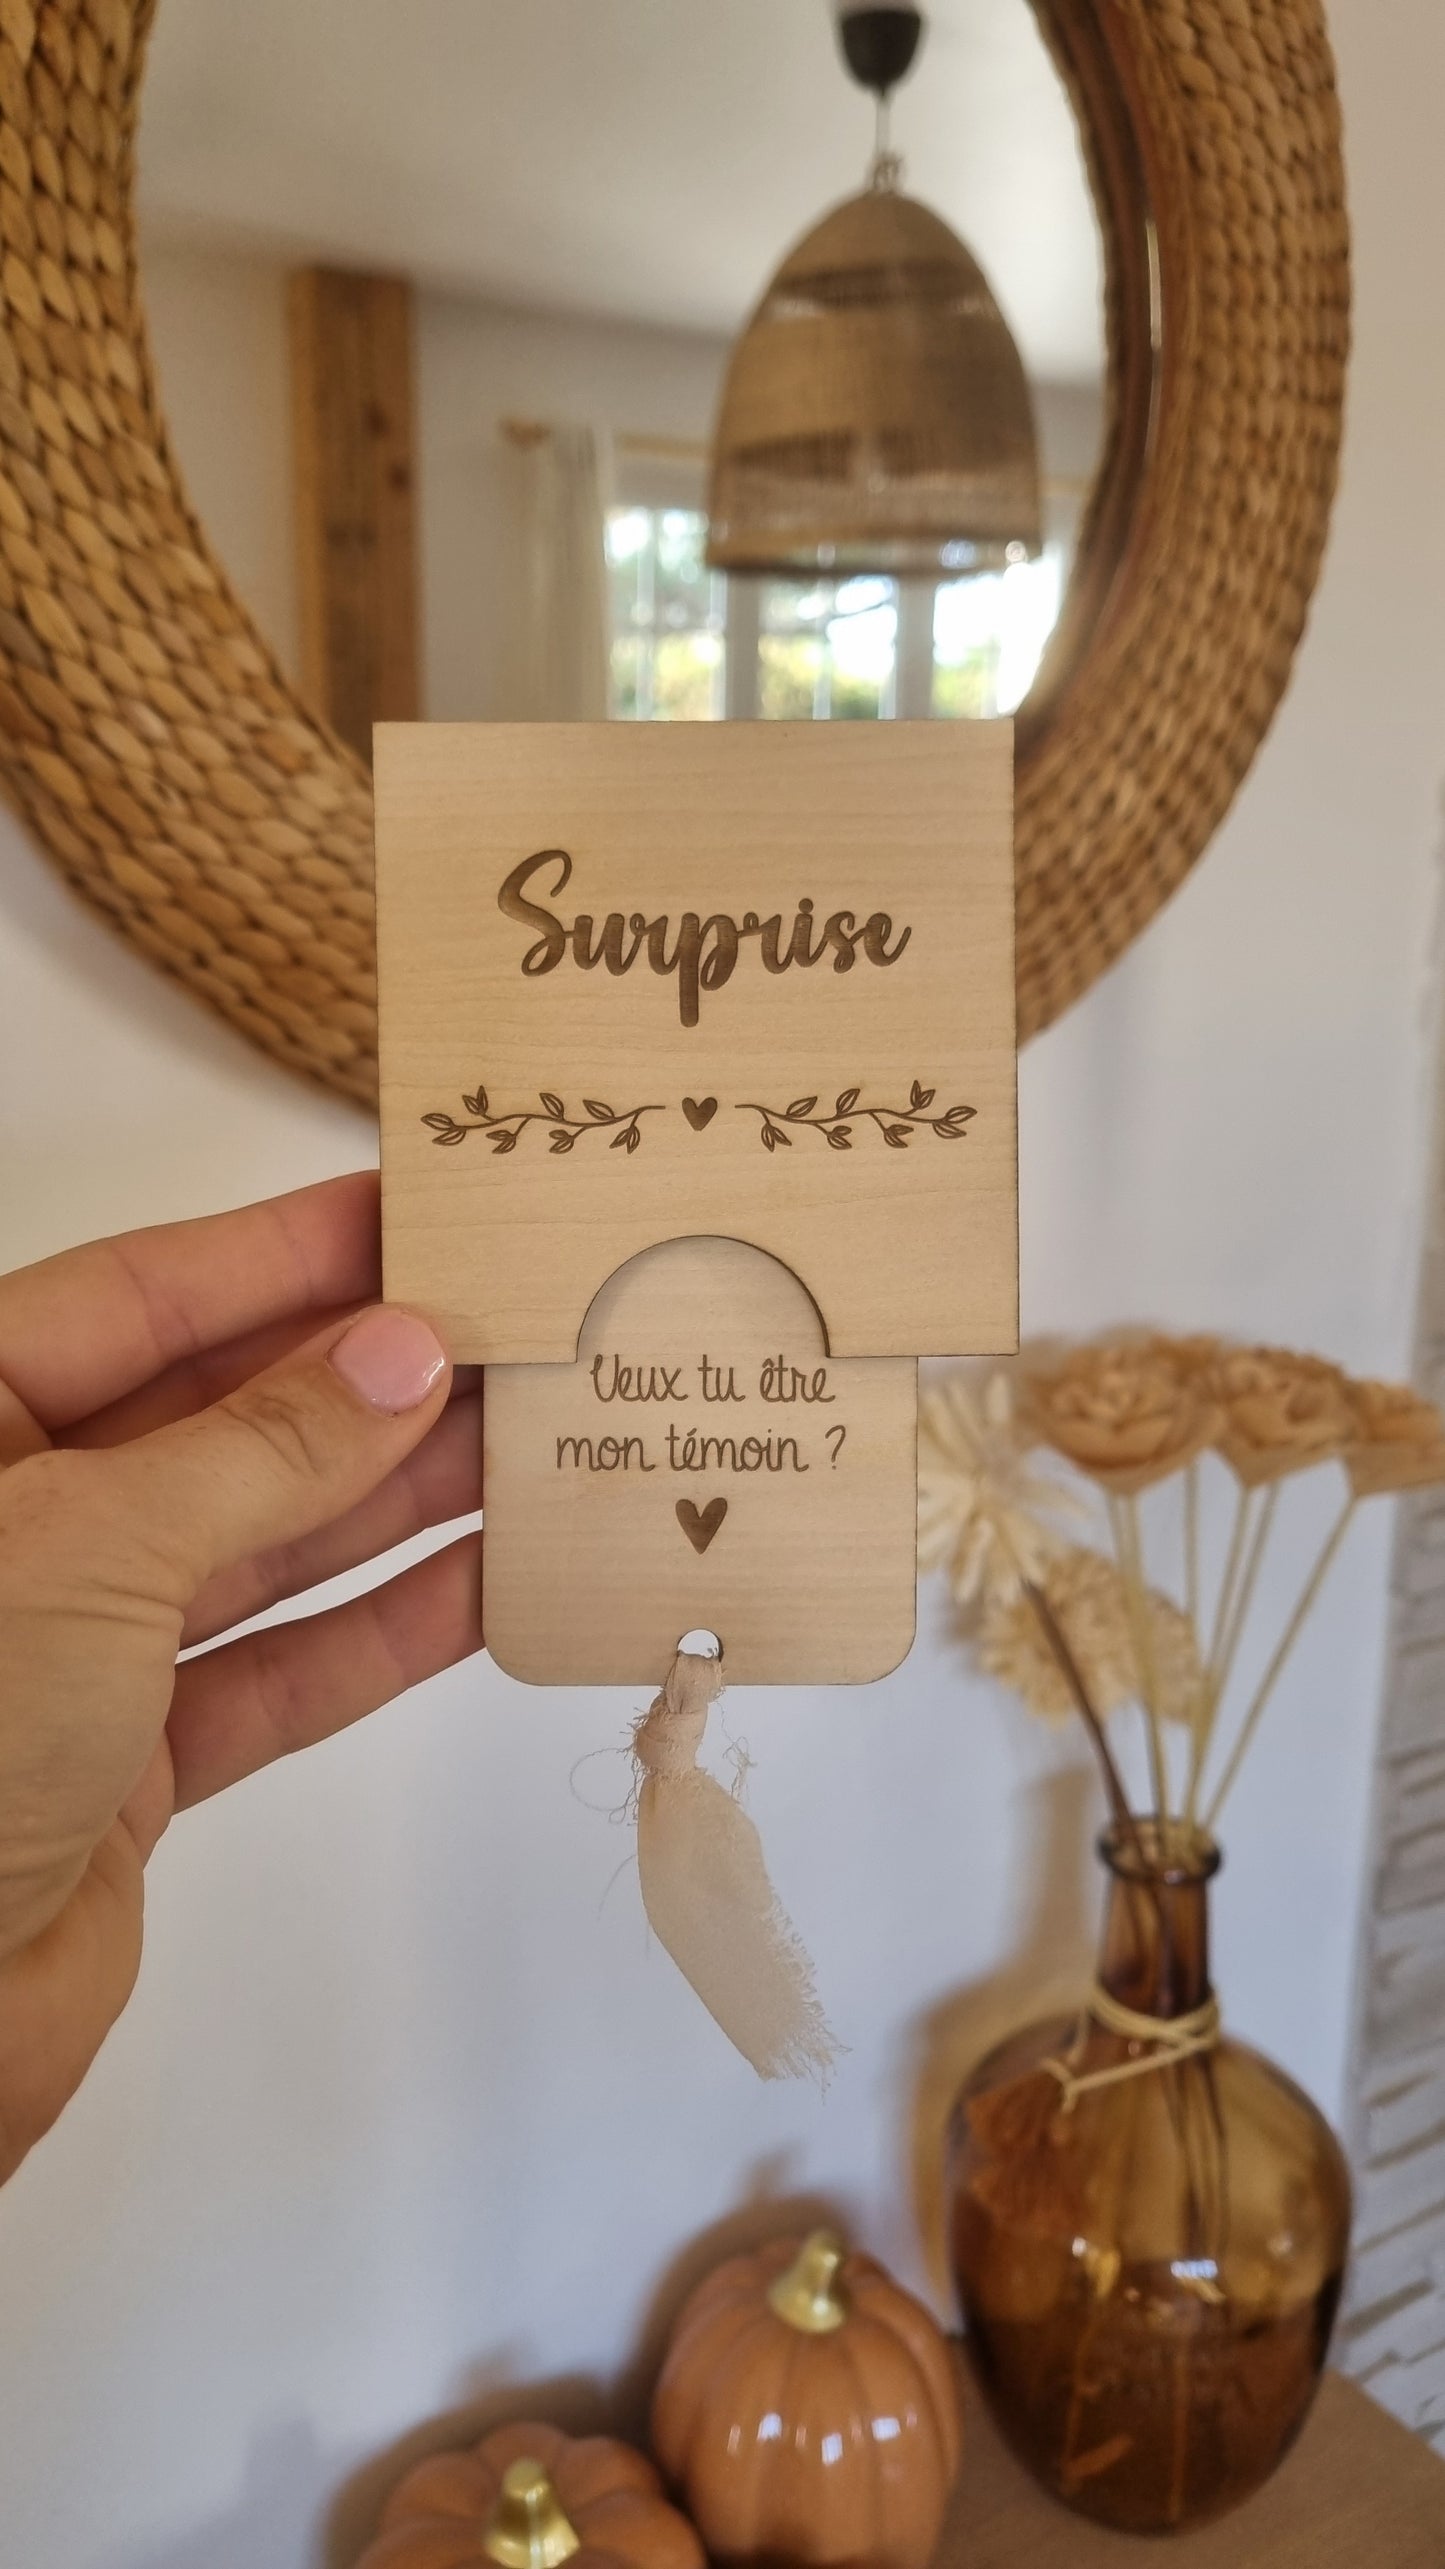 Surprise
Veux tu être
mon témoin ?